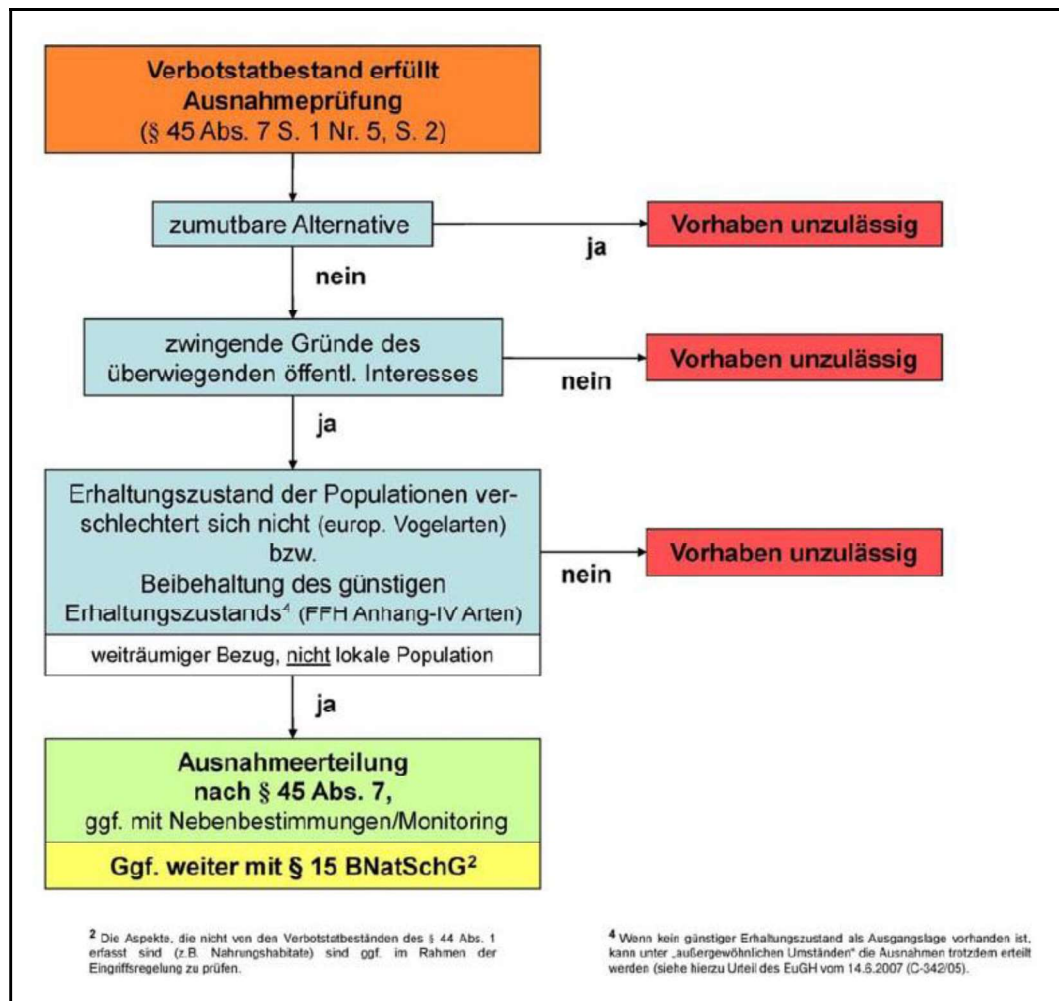 Verbotstatbestand erfüllt
Ausnahmeprüfung
(§ 45 Abs. 7 S. 1 Nr. 5, S. 2)
zumutbare Alternative
ja
Vorhaben unzulässig
nein
zwingende Gründe des
überwiegenden öffentl. Interesses
nein
Vorhaben unzulässig
ja
Erhaltungszustand der Populationen ver-
schlechtert sich nicht (europ. Vogelarten)
bzw.
Beibehaltung des günstigen
Erhaltungszustands⁴ (FFH Anhang-IV Arten)
nein
Vorhaben unzulässig
weiträumiger Bezug, nicht lokale Population
ja
Ausnahmeerteilung
nach § 45 Abs. 7,
ggf. mit Nebenbestimmungen/Monitoring
Ggf. weiter mit § 15 BNatSchG²
² Die Aspekte, die nicht von den Verbotstatbeständen des § 44 Abs. 1
erfasst sind (z.B. Nahrungshabitate) sind ggf. im Rahmen der
Eingriffsregelung zu prüfen.
⁴ Wenn kein günstiger Erhaltungszustand als Ausgangslage vorhanden ist,
kann unter „außergewöhnlichen Umständen“ die Ausnahmen trotzdem erteilt
werden (siehe hierzu Urteil des EuGH vom 14.6.2007 (C-342/05).